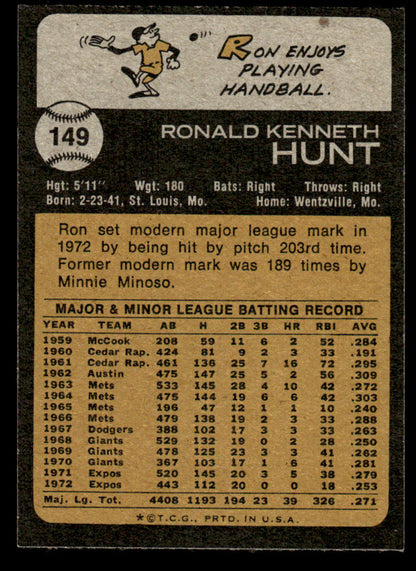 RON ENJOYS
PLAYING
HANDBALL.
149
RONALD KENNETH
HUNT
Hgt: 5'11" Wgt: 180 Bats: Right Throws: Right
Born: 2-23-41, St. Louis, Mo. Home: Wentzville, Mo.
Ron set modern major league mark in
1972 by being hit by pitch 203rd time.
Former modern mark was 189 times by
Minnie Minoso.
MAJOR & MINOR LEAGUE BATTING RECORD
YEAR TEAM AB H 2B 3B HR RBI AVG
1959 McCook 208 59 11 6 2 52 .284
1960 Cedar Rap. 424 81 9 2 3 33 .191
1961 Cedar Rap. 461 136 25 7 16 72 .295
1962 Austin 475 147 25 5 2 56 .309
1963 Mets 533 145 28 4 10 42 .272
1964 Mets 475 144 19 6 6 42 .303
1965 Mets 196 47 12 1 1 10 .240
1966 Mets 479 138 19 2 3 33 .288
1967 Dodgers 388 102 17 3 3 33 .263
1968 Giants 529 132 19 0 2 28 .250
1969 Giants 478 125 23 3 3 41 .262
1970 Giants 367 103 17 1 6 41 .281
1971 Expos 520 145 20 3 5 38 .279
1972 Expos 443 112 20 0 0 18 .253
Maj. Lg. Tot. 4408 1193 194 23 39 326 .271
*© T.C.G., PRTD. IN U.S.A.